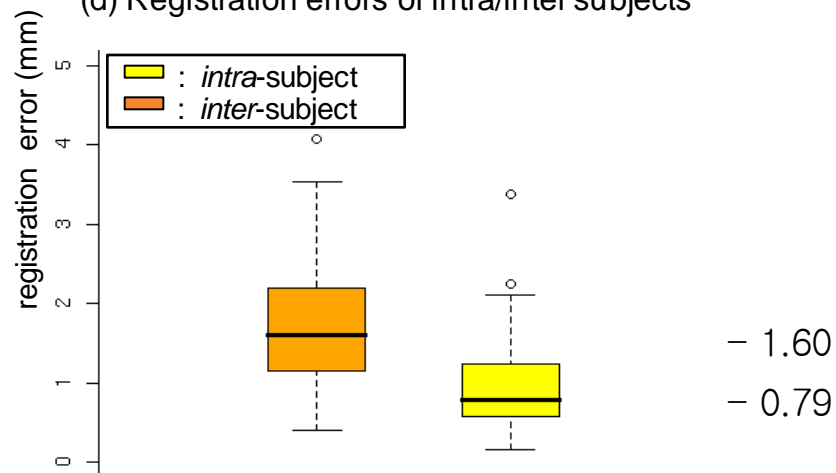 (d) Registration errors of intra/inter subjects
registration error (mm)
5
4
3
2
1
0
: intra-subject
: inter-subject
- 1.60
- 0.79